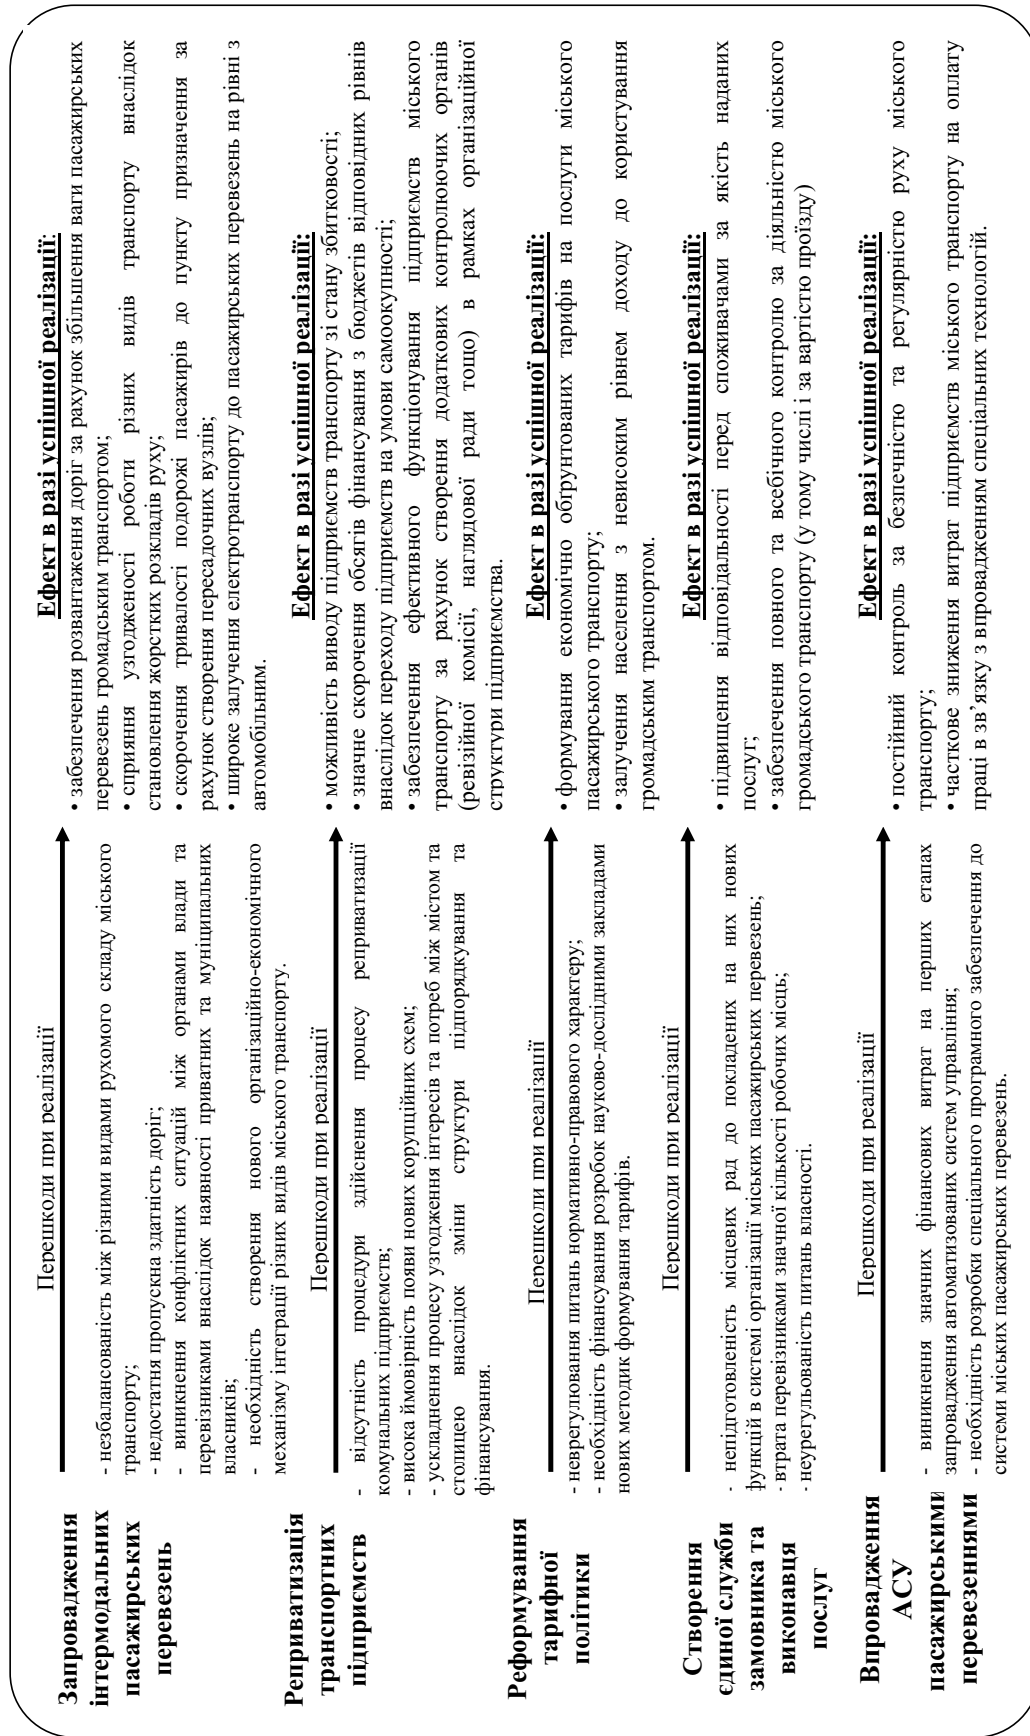 Запровадження
інтермодальних
пасажирських
перевезень
Перешкоди при реалізації
- незбалансованість між різними видами рухомого складу міського
транспорту;
- недостатня пропускна здатність доріг;
- виникнення конфліктних ситуацій між органами влади та
перевізниками внаслідок наявності приватних та муніципальних
власників;
- необхідність створення нового організаційно-економічного
механізму інтеграції різних видів міського транспорту.
Ефект в разі успішної реалізації:
• забезпечення розвантаження доріг за рахунок збільшення ваги пасажирських
перевезень громадським транспортом;
• сприяння узгодженості роботи різних видів транспорту внаслідок
становлення жорстких розкладів руху;
• скорочення тривалості подорожі пасажирів до пункту призначення за
рахунок створення пересадочних вузлів;
• широке залучення електротранспорту до пасажирських перевезень на рівні з
автомобільним.
Реприватизація
транспортних
підприємств
Перешкоди при реалізації
- відсутність процедури здійснення процесу реприватизації
комунальних підприємств;
- висока ймовірність появи нових корупційних схем;
- ускладнення процесу узгодження інтересів та потреб між містом та
столицею внаслідок зміни структури підпорядкування та
фінансування.
Ефект в разі успішної реалізації:
• можливість виводу підприємств транспорту зі стану збитковості;
• значне скорочення обсягів фінансування з бюджетів відповідних рівнів
внаслідок переходу підприємств на умови самоокупності;
• забезпечення ефективного функціонування підприємств міського
транспорту за рахунок створення додаткових контролюючих органів
(ревізійної комісії, наглядової ради тощо) в рамках організаційної
структури підприємства.
Реформування
тарифної
політики
Перешкоди при реалізації
- неврегулювання питань нормативно-правового характеру;
- необхідність фінансування розробок науково-дослідними закладами
нових методик формування тарифів.
Ефект в разі успішної реалізації:
• формування економічно обґрунтованих тарифів на послуги міського
пасажирського транспорту;
• залучення населення з невисоким рівнем доходу до користування
громадським транспортом.
Створення
єдиної служби
замовника та
виконавця
послуг
Перешкоди при реалізації
- непідготовленість місцевих рад до покладених на них нових
функцій в системі організації міських пасажирських перевезень;
- втрата перевізниками значної кількості робочих місць;
- неурегульованість питань власності.
Ефект в разі успішної реалізації:
• підвищення відповідальності перед споживачами за якість наданих
послуг;
• забезпечення повного та всебічного контролю за діяльністю міського
громадського транспорту (у тому числі і за вартістю проїзду)
Впровадження
АСУ
пасажирськими
перевезеннями
Перешкоди при реалізації
- виникнення значних фінансових витрат на перших етапах
запровадження автоматизованих систем управління;
- необхідність розробки спеціального програмного забезпечення до
системи міських пасажирських перевезень.
Ефект в разі успішної реалізації:
• постійний контроль за безпечністю та регулярністю руху міського
транспорту;
• часткове зниження витрат підприємств міського транспорту на оплату
праці в зв’язку з впровадженням спеціальних технологій.